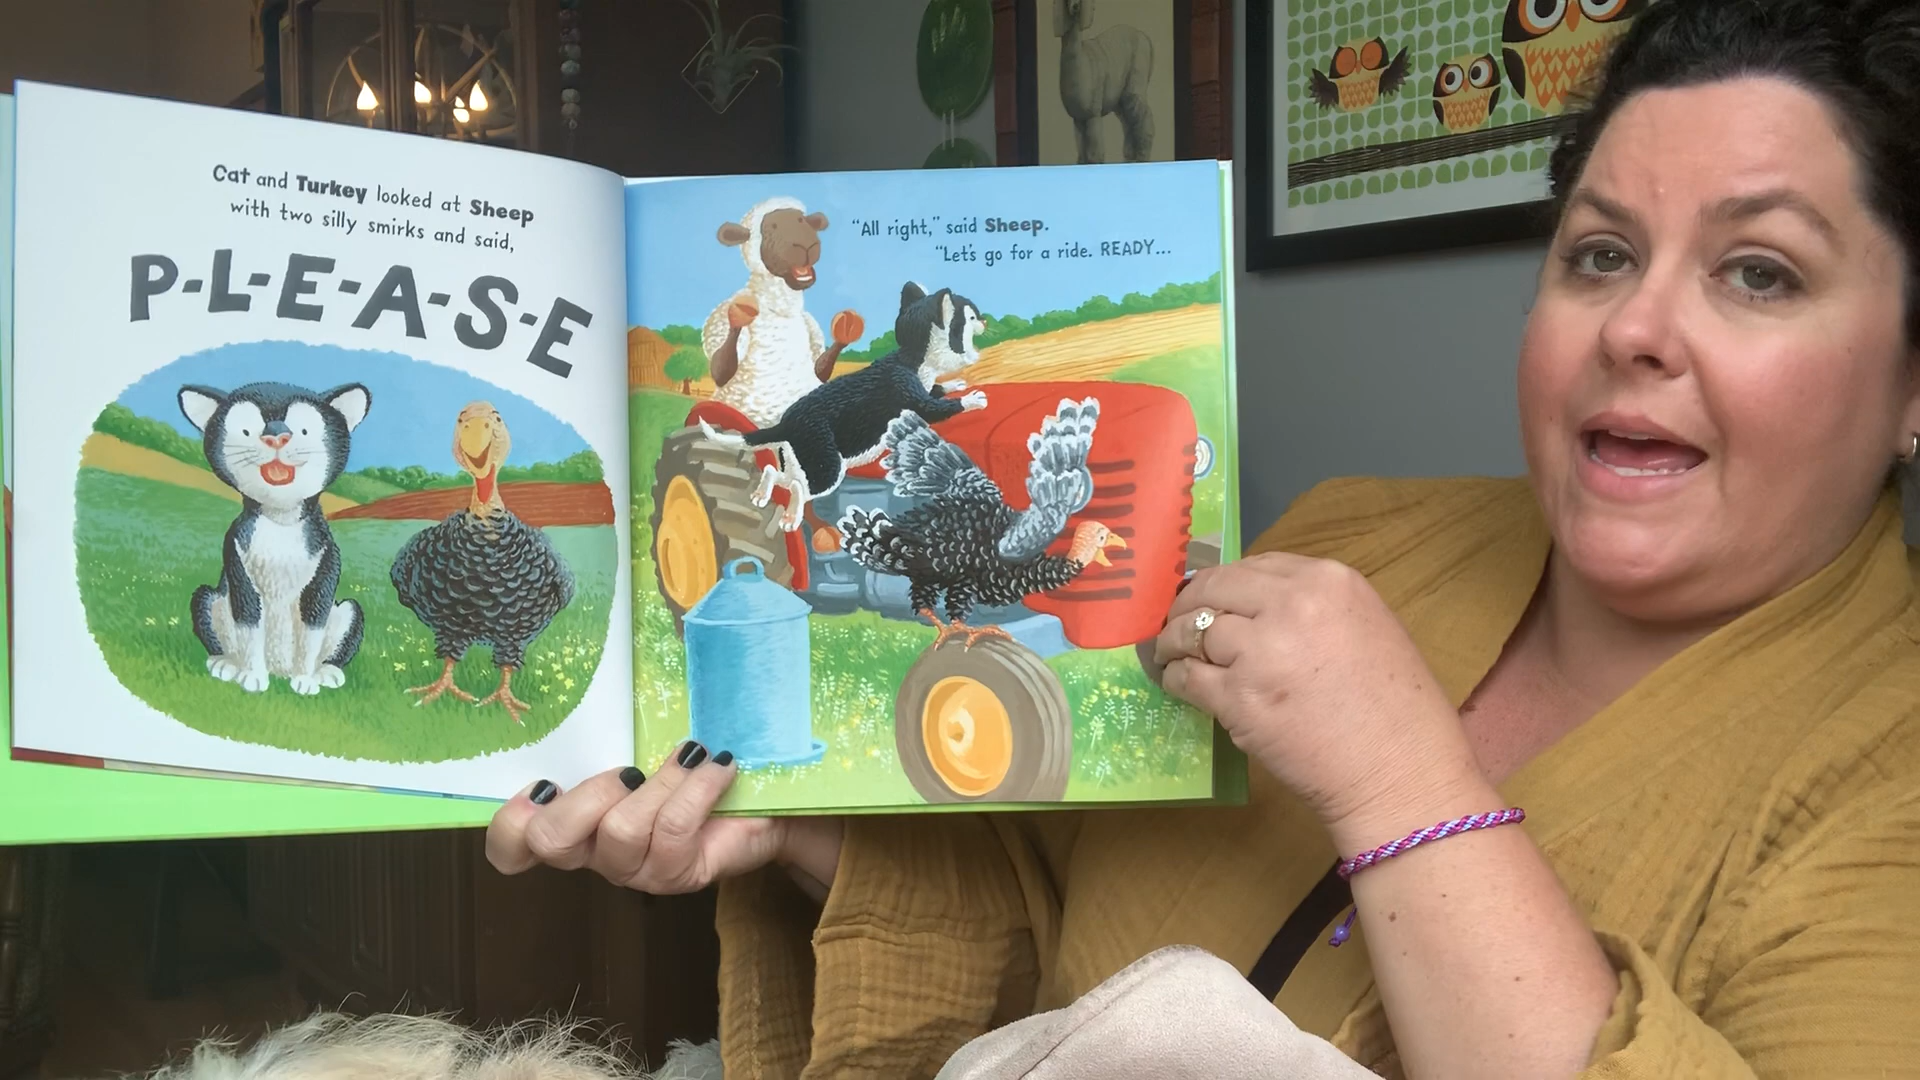 Cat and Turkey looked at Sheep
with two silly smirks and said,
P-L-E-A-S-E
"All right," said Sheep.
"Let's go for a ride. READY...